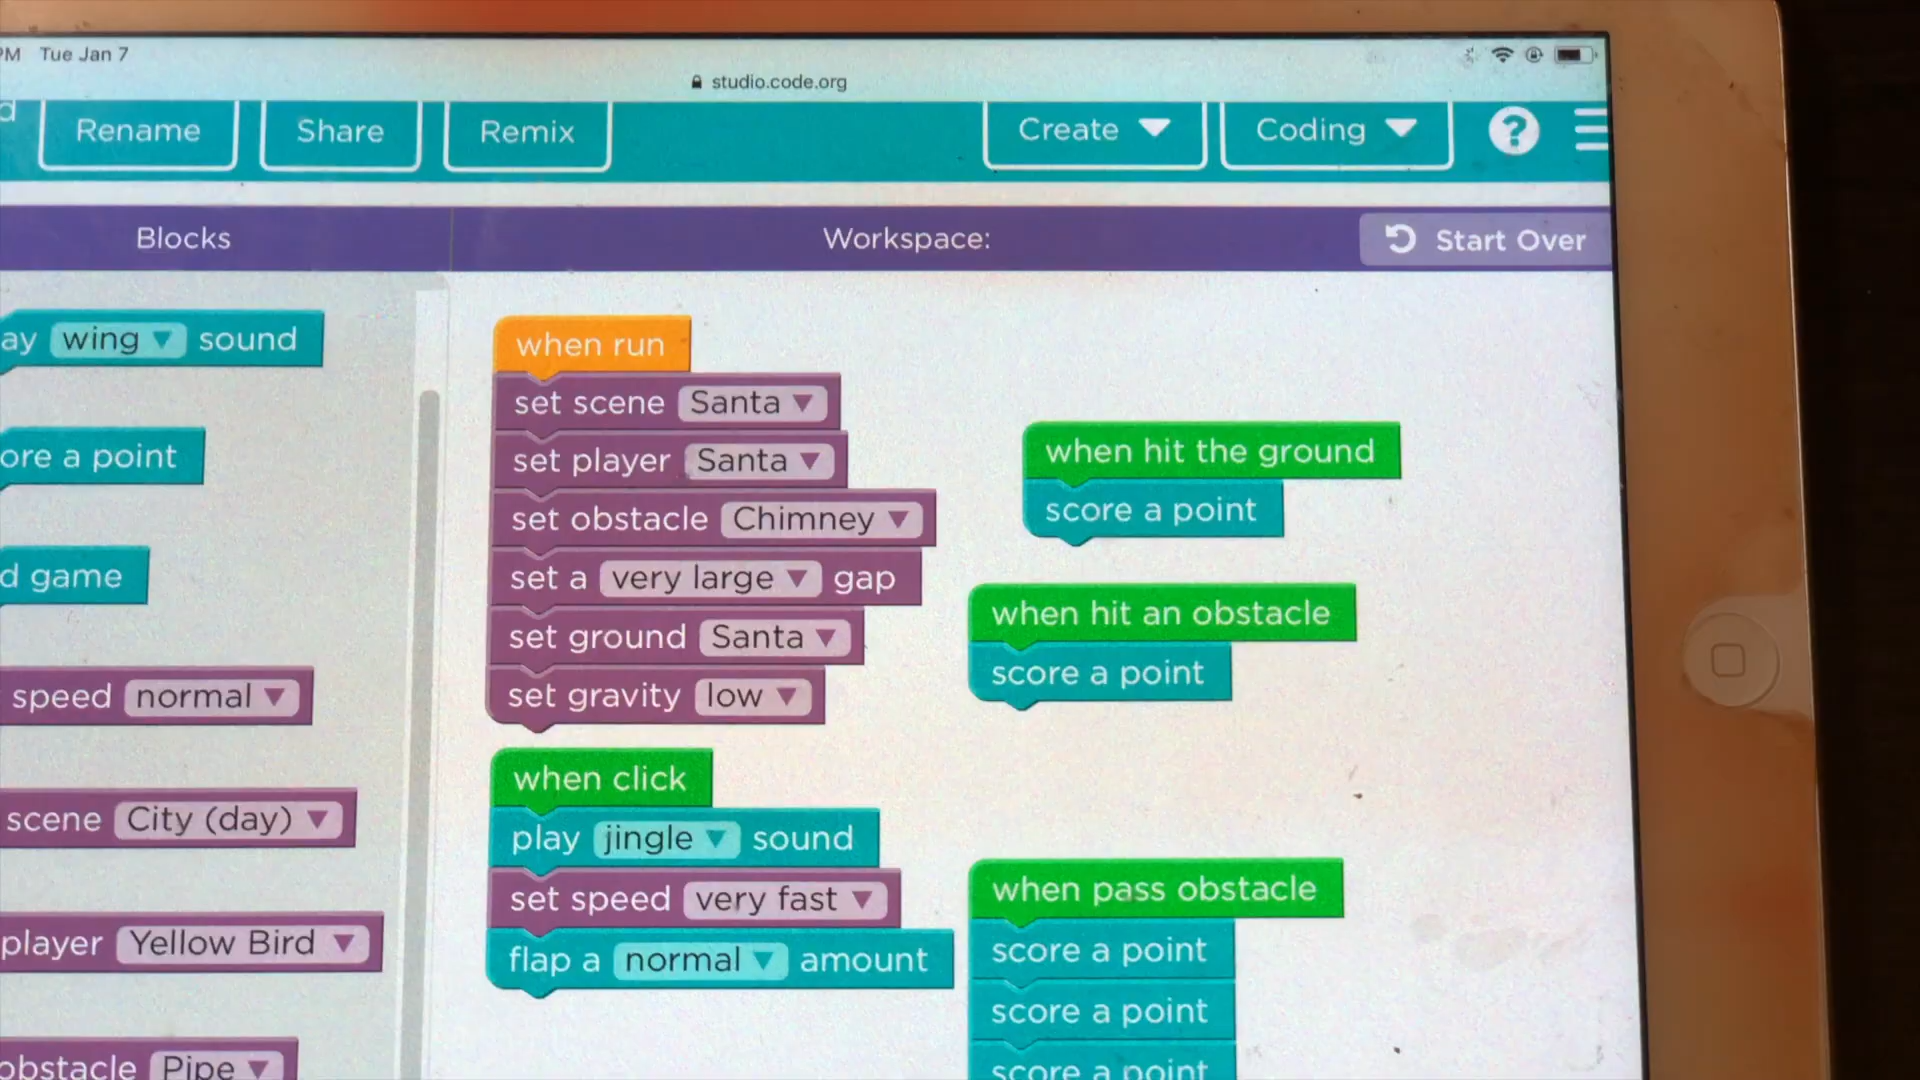 PM Tue Jan 7
studio.code.org
Rename Share Remix Create Coding ?
Blocks Workspace: Start Over
ay wing sound
ore a point
d game
speed normal
scene City (day)
player Yellow Bird
obstacle Pipe
when run
set scene Santa
set player Santa
set obstacle Chimney
set a very large gap
set ground Santa
set gravity low
when click
play jingle sound
set speed very fast
flap a normal amount
when hit the ground
score a point
when hit an obstacle
score a point
when pass obstacle
score a point
score a point
score a point